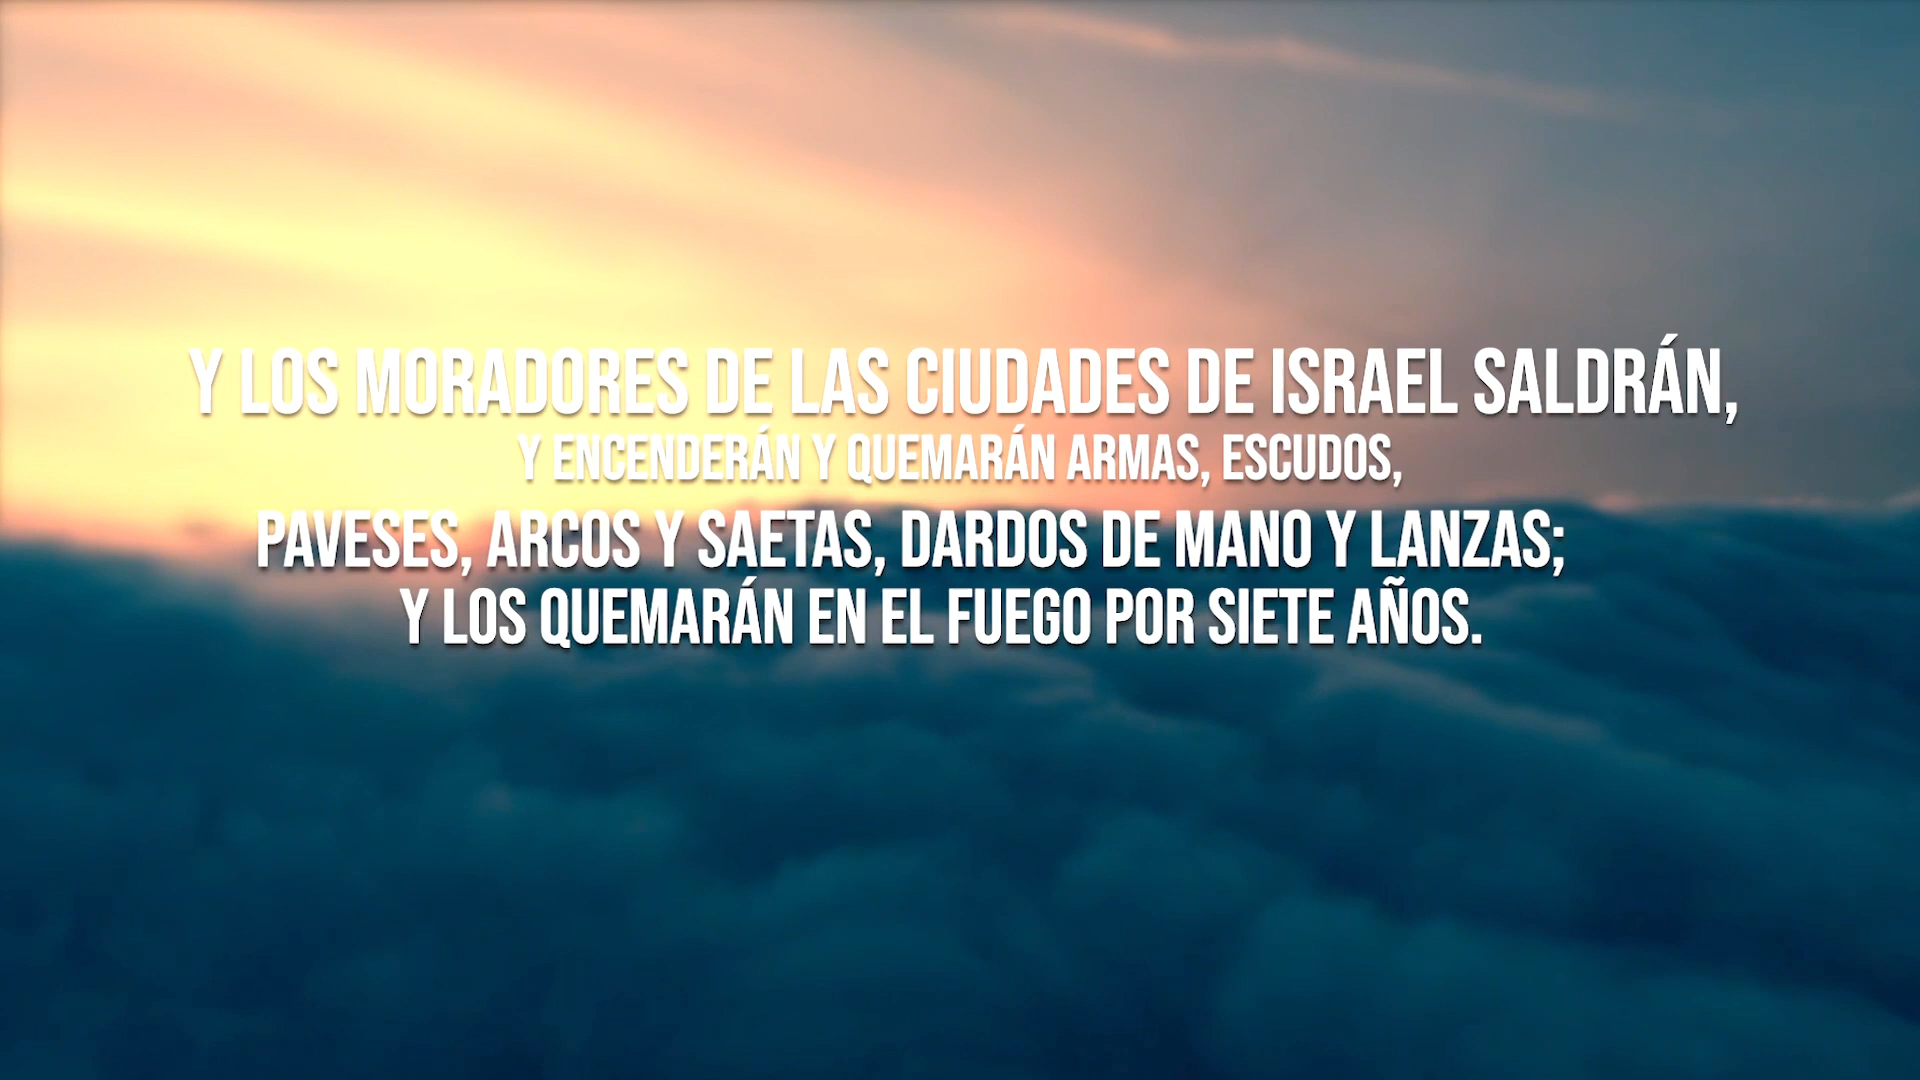 Y LOS MORADORES DE LAS CIUDADES DE ISRAEL SALDRÁN,
Y ENCENDERÁN Y QUEMARÁN ARMAS, ESCUDOS,
PAVESES, ARCOS Y SAETAS, DARDOS DE MANO Y LANZAS;
Y LOS QUEMARÁN EN EL FUEGO POR SIETE AÑOS.